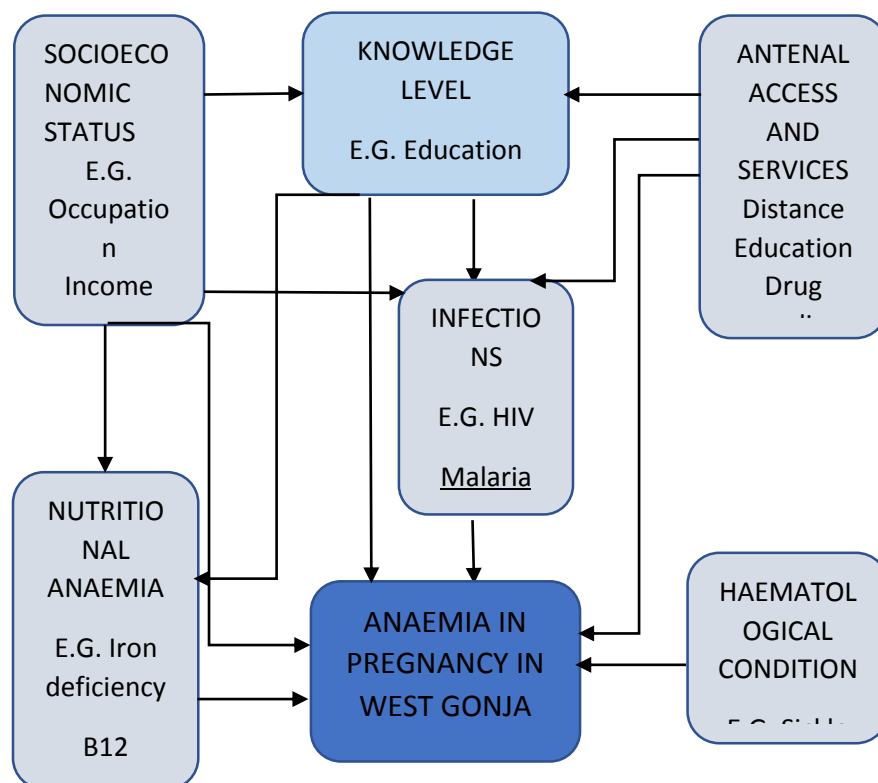 SOCIOECO
NOMIC
STATUS
E.G.
Occupatio
n
Income
KNOWLEDGE
LEVEL
E.G. Education
ANTENAL
ACCESS
AND
SERVICES
Distance
Education
Drug
INFECTIO
NS
E.G. HIV
Malaria
NUTRITIO
NAL
ANAEMIA
E.G. Iron
deficiency
B12
ANAEMIA IN
PREGNANCY IN
WEST GONJA
HAEMATOL
OGICAL
CONDITION
E.G. Sickle